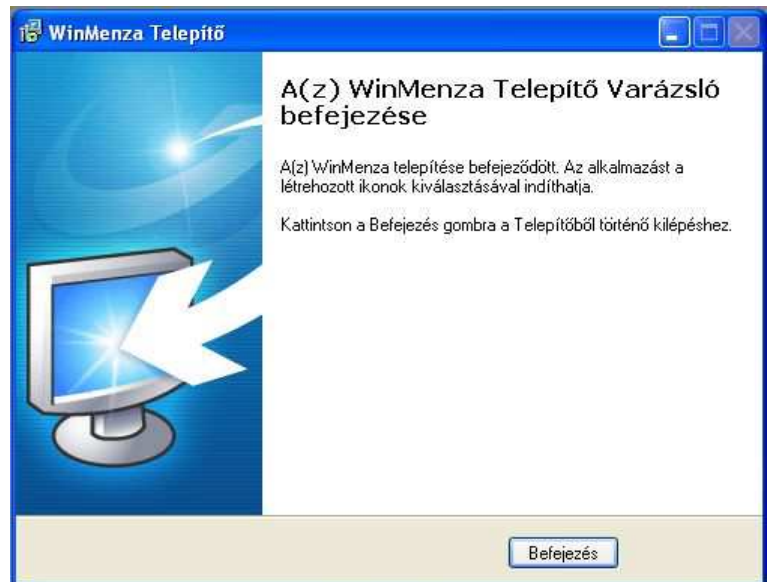 WinMenza Telepítő
A(z) WinMenza Telepítő Varázsló
befejezése
A(z) WinMenza telepítése befejeződött. Az alkalmazást a
létrehozott ikonok kiválasztásával indíthatja.
Kattintson a Befejezés gombra a Telepítőből történő kilépéshez.
Befejezés